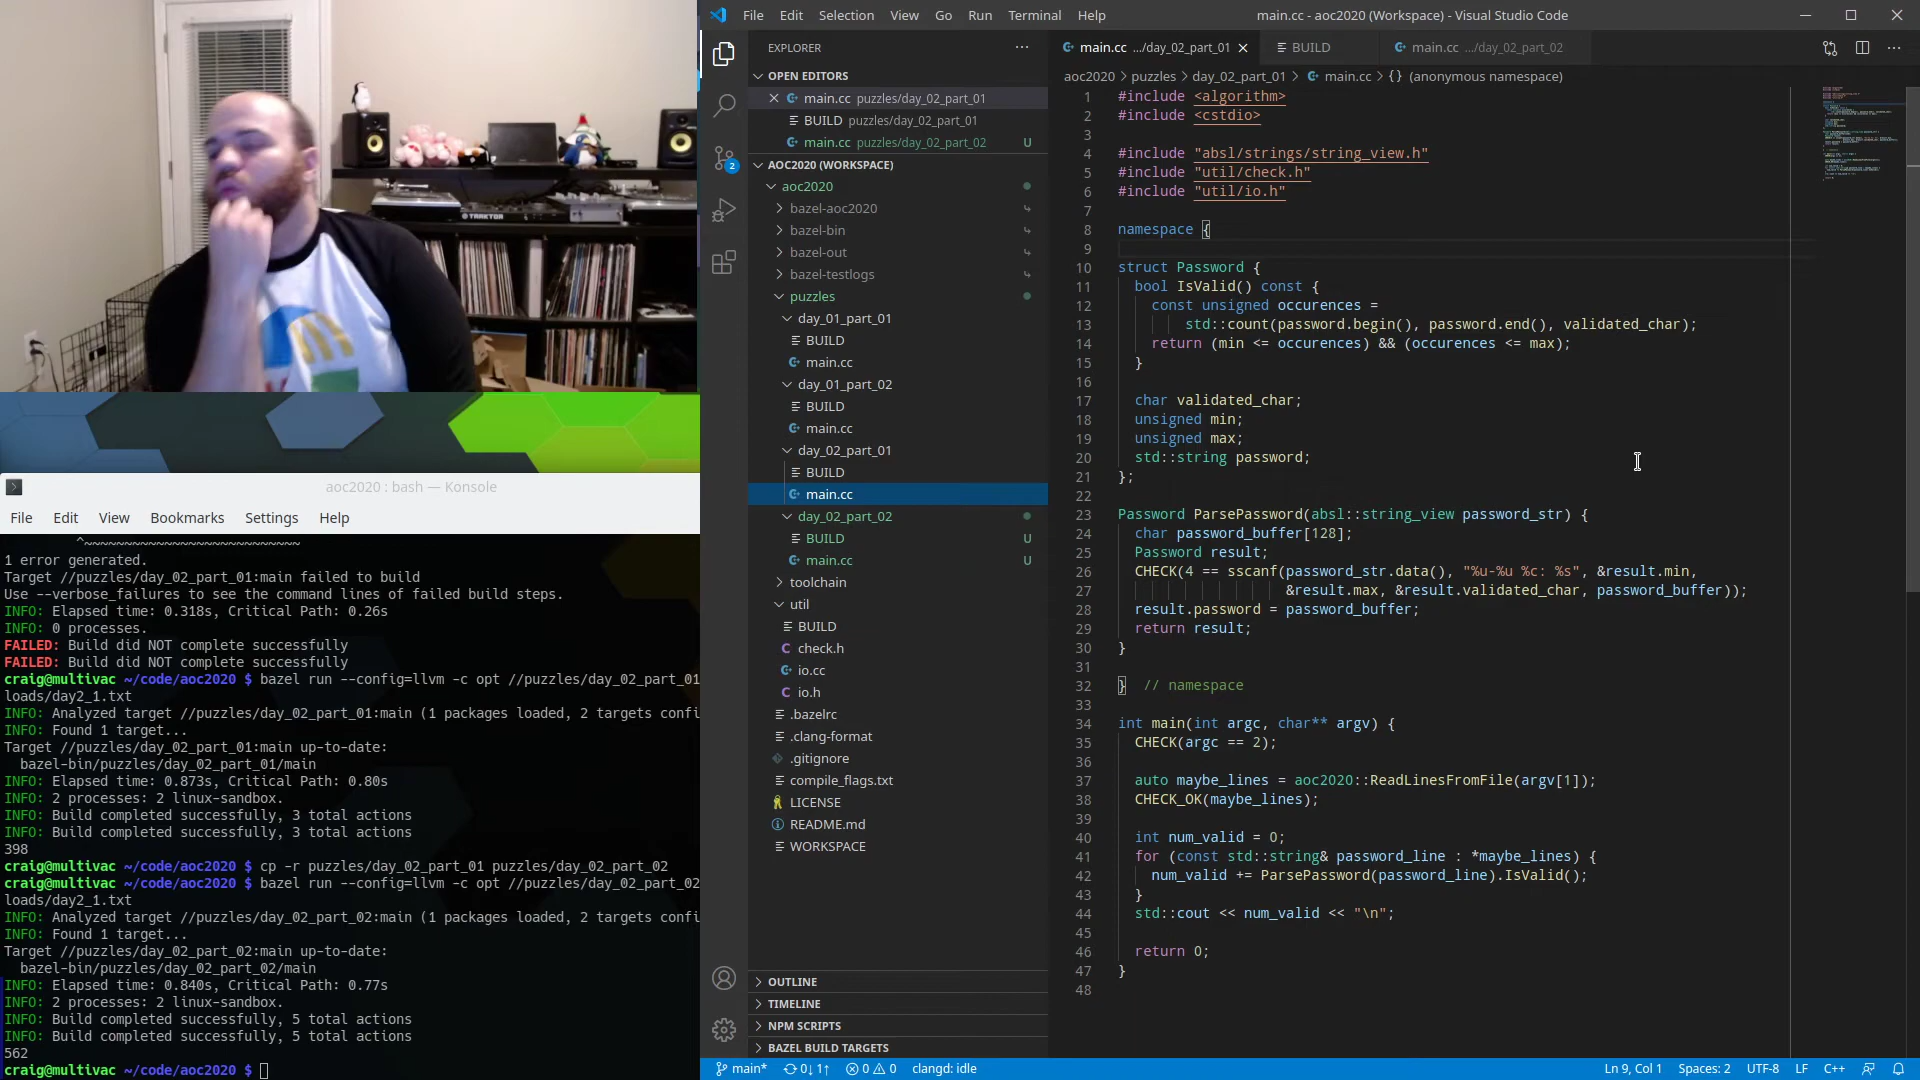 File Edit Selection View Go Run Terminal Help
main.cc - aoc2020 (Workspace) - Visual Studio Code
EXPLORER
OPEN EDITORS
main.cc puzzles/day_02_part_01
BUILD puzzles/day_02_part_01
main.cc puzzles/day_02_part_02 U
AOC2020 (WORKSPACE)
aoc2020
bazel-aoc2020
bazel-bin
bazel-out
bazel-testlogs
puzzles
day_01_part_01
BUILD
main.cc
day_01_part_02
BUILD
main.cc
day_02_part_01
BUILD
main.cc
day_02_part_02
BUILD U
main.cc U
toolchain
util
BUILD
check.h
io.cc
io.h
.bazelrc
.clang-format
.gitignore
compile_flags.txt
LICENSE
README.md
WORKSPACE
OUTLINE
TIMELINE
NPM SCRIPTS
BAZEL BUILD TARGETS
2
main.cc .../day_02_part_01
BUILD
main.cc .../day_02_part_02
aoc2020 > puzzles > day_02_part_01 > main.cc > {} (anonymous namespace)
1 #include <algorithm>
2 #include <cstdio>
3
4 #include "absl/strings/string_view.h"
5 #include "util/check.h"
6 #include "util/io.h"
7
8 namespace {
9
10 struct Password {
11 bool IsValid() const {
12 const unsigned occurences =
13 std::count(password.begin(), password.end(), validated_char);
14 return (min <= occurences) && (occurences <= max);
15 }
16
17 char validated_char;
18 unsigned min;
19 unsigned max;
20 std::string password;
21 };
22
23 Password ParsePassword(absl::string_view password_str) {
24 char password_buffer[128];
25 Password result;
26 CHECK(4 == sscanf(password_str.data(), "%u-%u %c: %s", &result.min,
27 &result.max, &result.validated_char, password_buffer));
28 result.password = password_buffer;
29 return result;
30 }
31
32 } // namespace
33
34 int main(int argc, char** argv) {
35 CHECK(argc == 2);
36
37 auto maybe_lines = aoc2020::ReadLinesFromFile(argv[1]);
38 CHECK_OK(maybe_lines);
39
40 int num_valid = 0;
41 for (const std::string& password_line : *maybe_lines) {
42 num_valid += ParsePassword(password_line).IsValid();
43 }
44 std::cout << num_valid << "\n";
45
46 return 0;
47 }
48
main* 0↓ 1↑ 0 0 clangd: idle
Ln 9, Col 1 Spaces: 2 UTF-8 LF C++
TRAKTOR
aoc2020 : bash — Konsole
File Edit View Bookmarks Settings Help
^~~~~~~~~~~~~~~~~~~~~~~~~~~
1 error generated.
Target //puzzles/day_02_part_01:main failed to build
Use --verbose_failures to see the command lines of failed build steps.
INFO: Elapsed time: 0.318s, Critical Path: 0.26s
INFO: 0 processes.
FAILED: Build did NOT complete successfully
FAILED: Build did NOT complete successfully
craig@multivac ~/code/aoc2020 $ bazel run --config=llvm -c opt //puzzles/day_02_part_01
loads/day2_1.txt
INFO: Analyzed target //puzzles/day_02_part_01:main (1 packages loaded, 2 targets confi
INFO: Found 1 target...
Target //puzzles/day_02_part_01:main up-to-date:
bazel-bin/puzzles/day_02_part_01/main
INFO: Elapsed time: 0.873s, Critical Path: 0.80s
INFO: 2 processes: 2 linux-sandbox.
INFO: Build completed successfully, 3 total actions
INFO: Build completed successfully, 3 total actions
398
craig@multivac ~/code/aoc2020 $ cp -r puzzles/day_02_part_01 puzzles/day_02_part_02
craig@multivac ~/code/aoc2020 $ bazel run --config=llvm -c opt //puzzles/day_02_part_02
loads/day2_1.txt
INFO: Analyzed target //puzzles/day_02_part_02:main (1 packages loaded, 2 targets confi
INFO: Found 1 target...
Target //puzzles/day_02_part_02:main up-to-date:
bazel-bin/puzzles/day_02_part_02/main
INFO: Elapsed time: 0.840s, Critical Path: 0.77s
INFO: 2 processes: 2 linux-sandbox.
INFO: Build completed successfully, 5 total actions
INFO: Build completed successfully, 5 total actions
562
craig@multivac ~/code/aoc2020 $